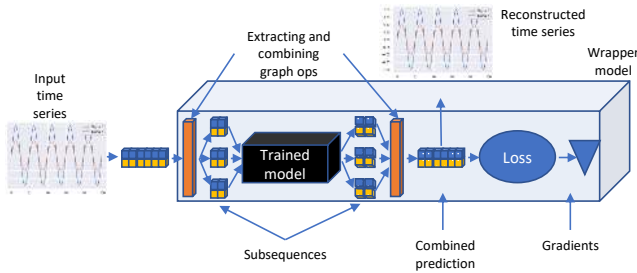 Reconstructed
time series
Extracting and
combining
graph ops
Wrapper
model
Input
time
series
Trained
model
Loss
Subsequences
Combined
prediction
Gradients